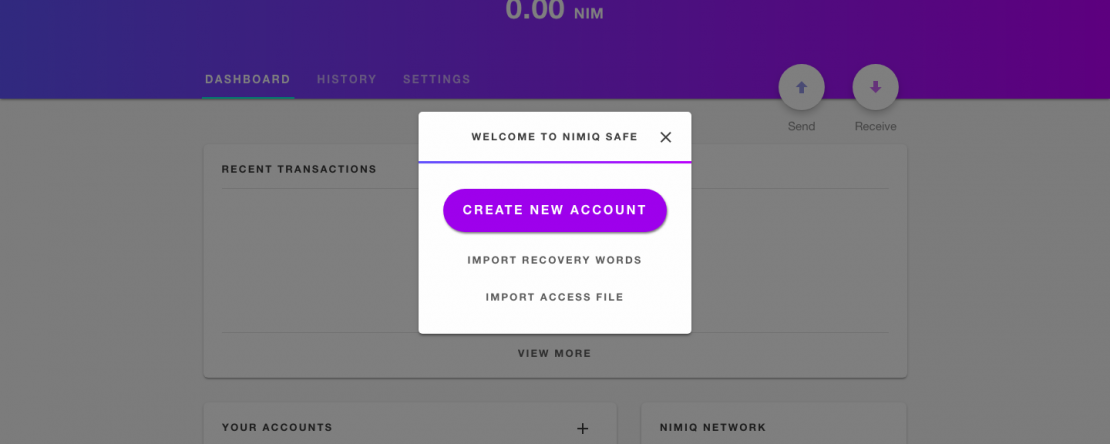 0.00 NIM
DASHBOARD HISTORY SETTINGS
Send Receive
WELCOME TO NIMIQ SAFE
RECENT TRANSACTIONS
CREATE NEW ACCOUNT
IMPORT RECOVERY WORDS
IMPORT ACCESS FILE
VIEW MORE
YOUR ACCOUNTS +
NIMIQ NETWORK